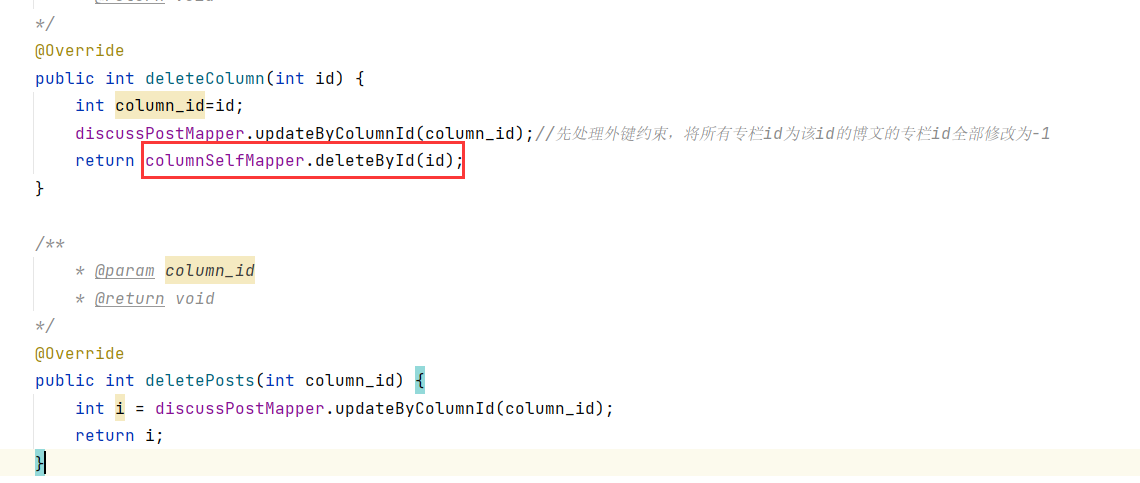 */
@Override
public int deleteColumn(int id) {
int column_id=id;
discussPostMapper.updateByColumnId(column_id);//先处理外键约束，将所有专栏id为该id的博文的专栏id全部修改为-1
return columnSelfMapper.deleteById(id);
}
/**
* @param column_id
* @return void
*/
@Override
public int deletePosts(int column_id) {
int i = discussPostMapper.updateByColumnId(column_id);
return i;
}